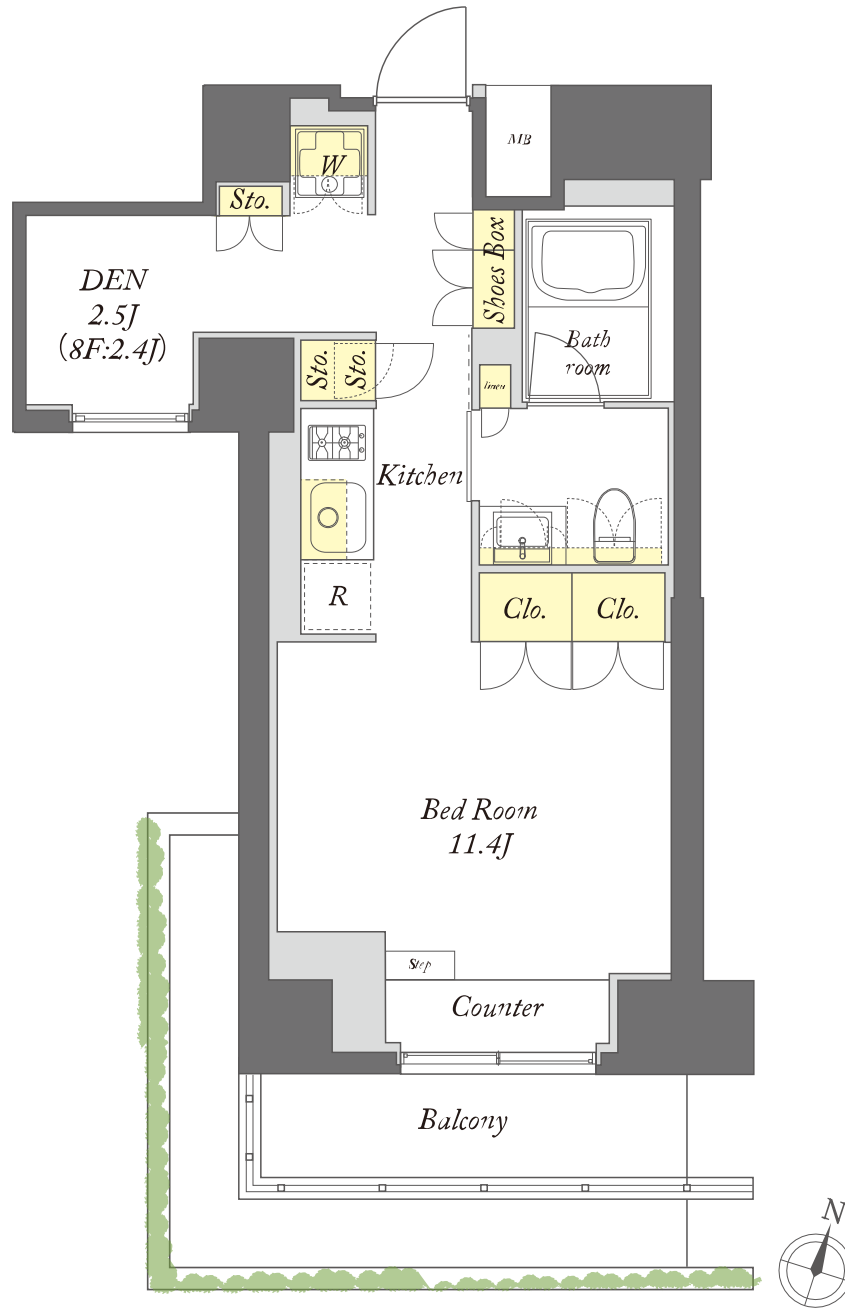 MB
W
Sto.
Shoes Box
DEN
2.5J
(8F:2.4J)
Bath
room
Sto.
Sto.
linen
Kitchen
R
Clo.
Clo.
Bed Room
11.4J
Step
Counter
Balcony
N